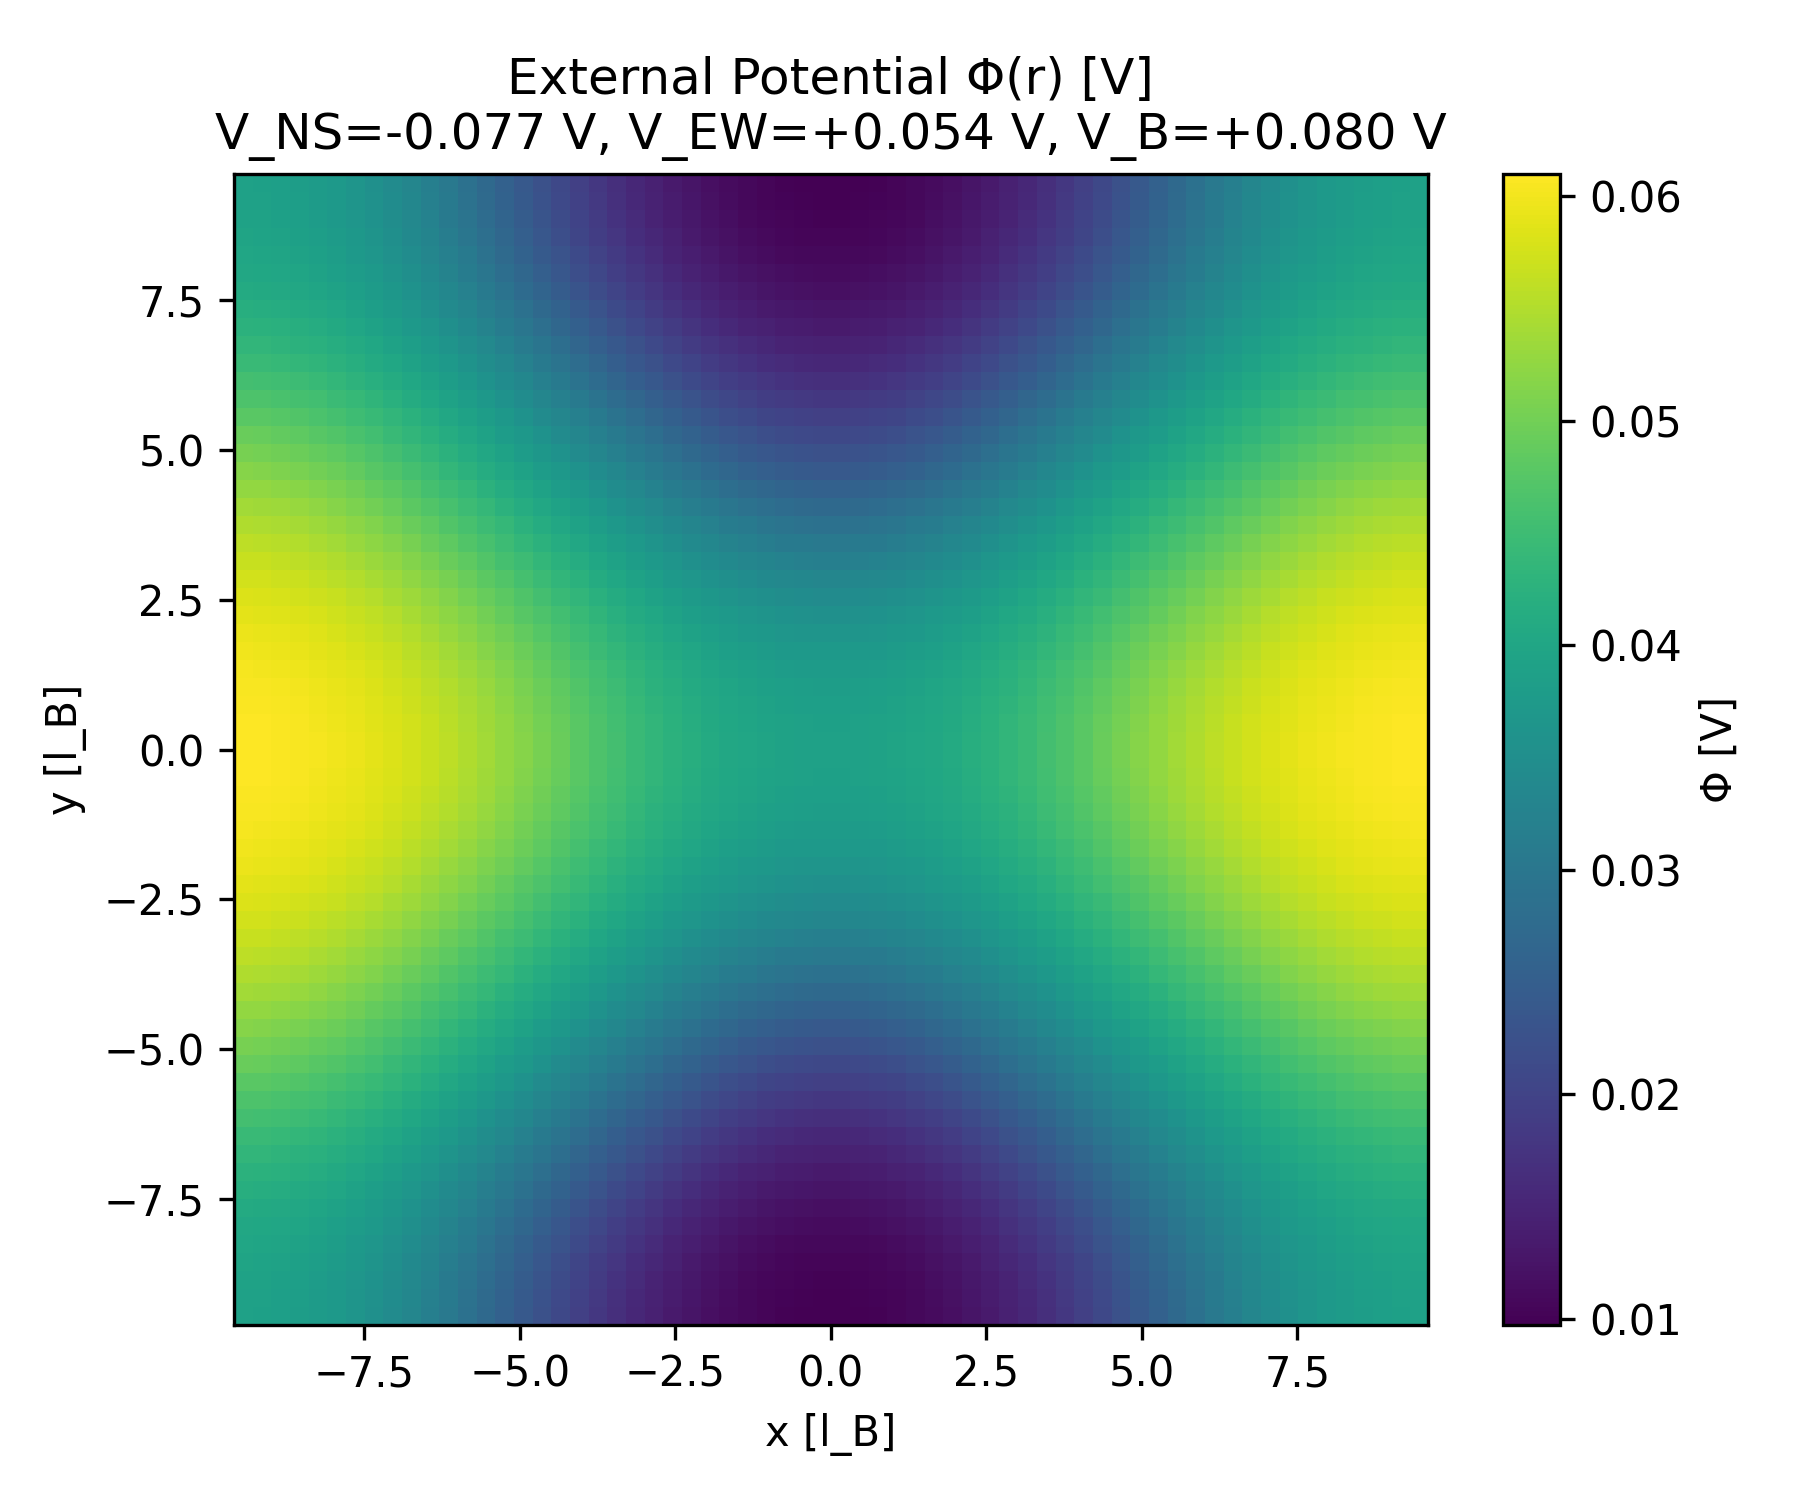 External Potential Φ(r) [V]
V_NS=-0.077 V, V_EW=+0.054 V, V_B=+0.080 V
7.5
5.0
2.5
0.0
−2.5
−5.0
−7.5
y [l_B]
−7.5 −5.0 −2.5 0.0 2.5 5.0 7.5
x [l_B]
0.06
0.05
0.04
0.03
0.02
0.01
Φ [V]